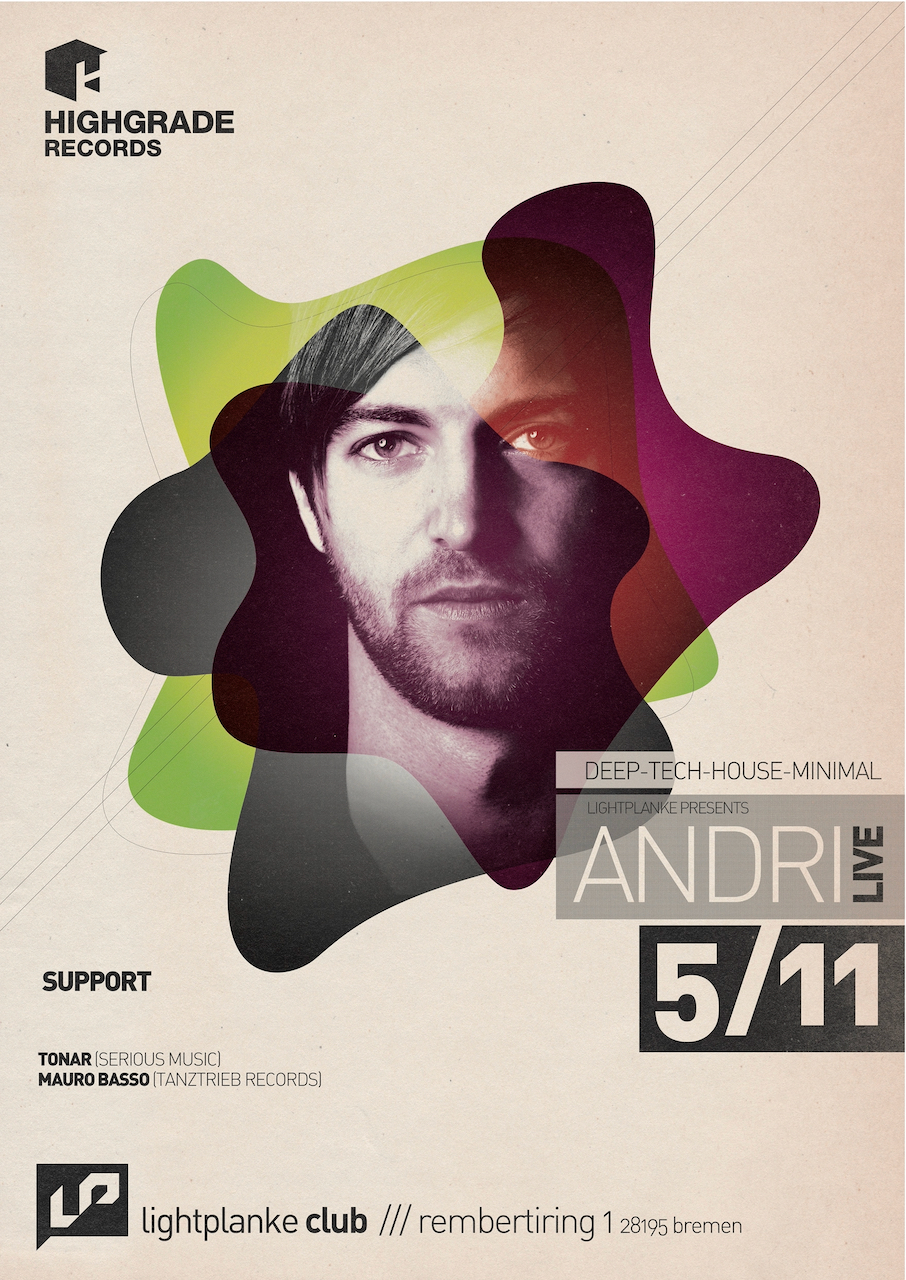 HIGHGRADE
RECORDS
DEEP-TECH-HOUSE-MINIMAL
LIGHTPLANKE PRESENTS
ANDRI LIVE
5/11
SUPPORT
TONAR (SERIOUS MUSIC)
MAURO BASSO (TANZTRIEB RECORDS)
LP lightplanke club /// rembertiring 1 28195 bremen